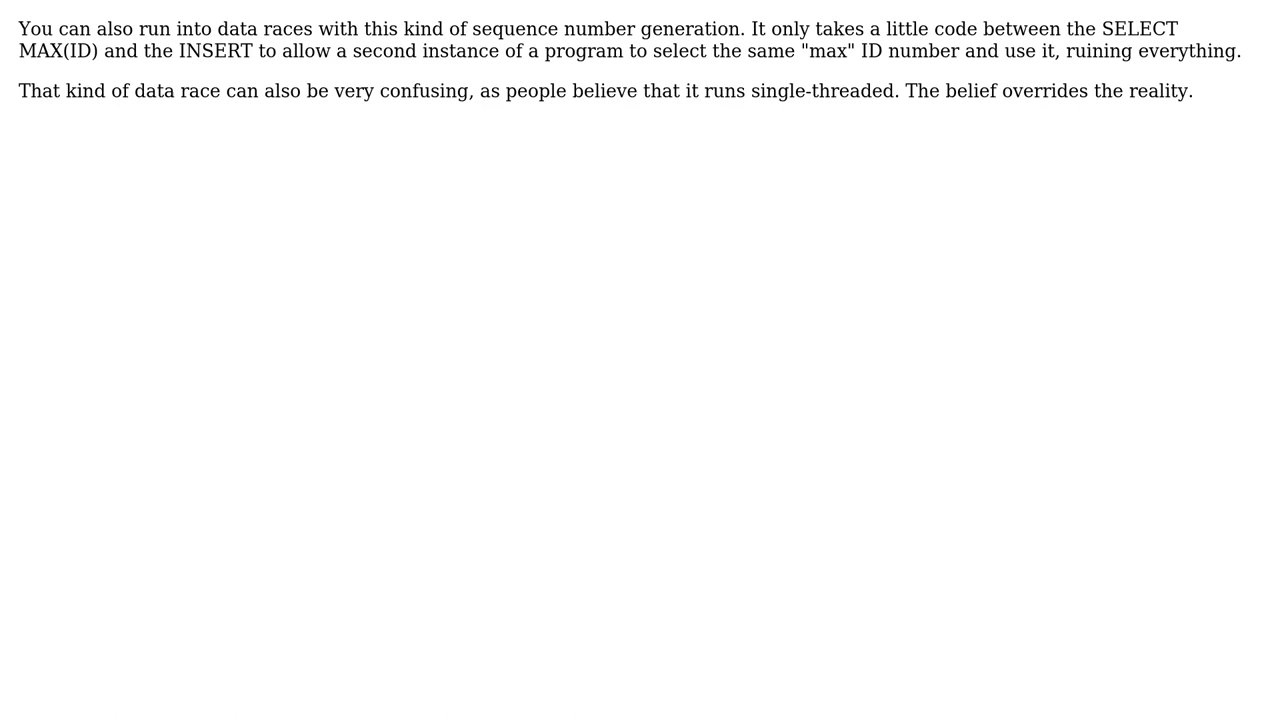 You can also run into data races with this kind of sequence number generation. It only takes a little code between the SELECT
MAX(ID) and the INSERT to allow a second instance of a program to select the same "max" ID number and use it, ruining everything.
That kind of data race can also be very confusing, as people believe that it runs single-threaded. The belief overrides the reality.